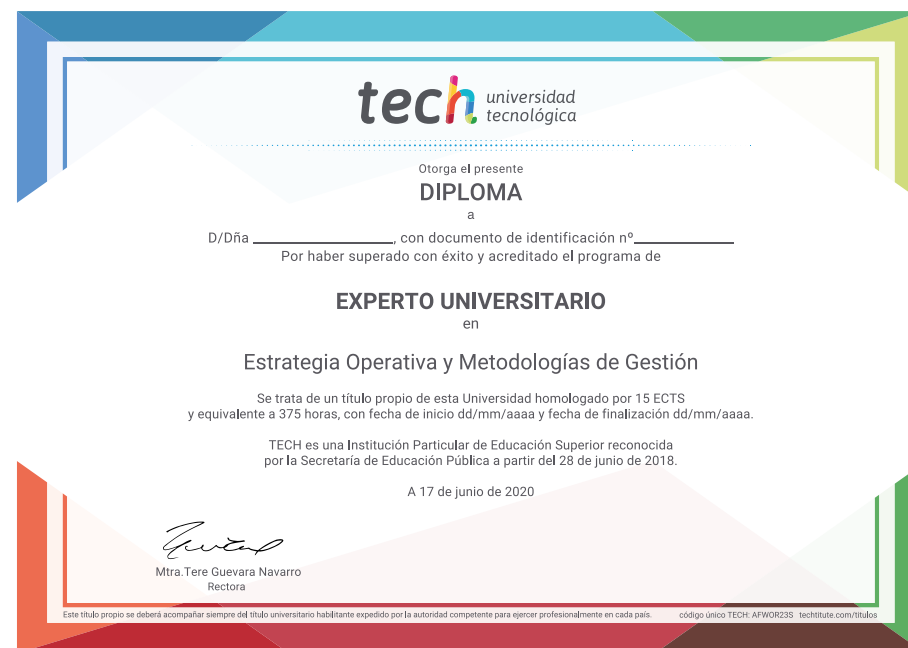 tech universidad
tecnológica
Otorga el presente
DIPLOMA
a
D/Dña ____________________, con documento de identificación nº______________
Por haber superado con éxito y acreditado el programa de
EXPERTO UNIVERSITARIO
en
Estrategia Operativa y Metodologías de Gestión
Se trata de un título propio de esta Universidad homologado por 15 ECTS
y equivalente a 375 horas, con fecha de inicio dd/mm/aaaa y fecha de finalización dd/mm/aaaa.
TECH es una Institución Particular de Educación Superior reconocida
por la Secretaría de Educación Pública a partir del 28 de junio de 2018.
A 17 de junio de 2020
Mtra.Tere Guevara Navarro
Rectora
Este título propio se deberá acompañar siempre del título universitario habilitante expedido por la autoridad competente para ejercer profesionalmente en cada país. código único TECH: AFWOR23S techtitute.com/titulos